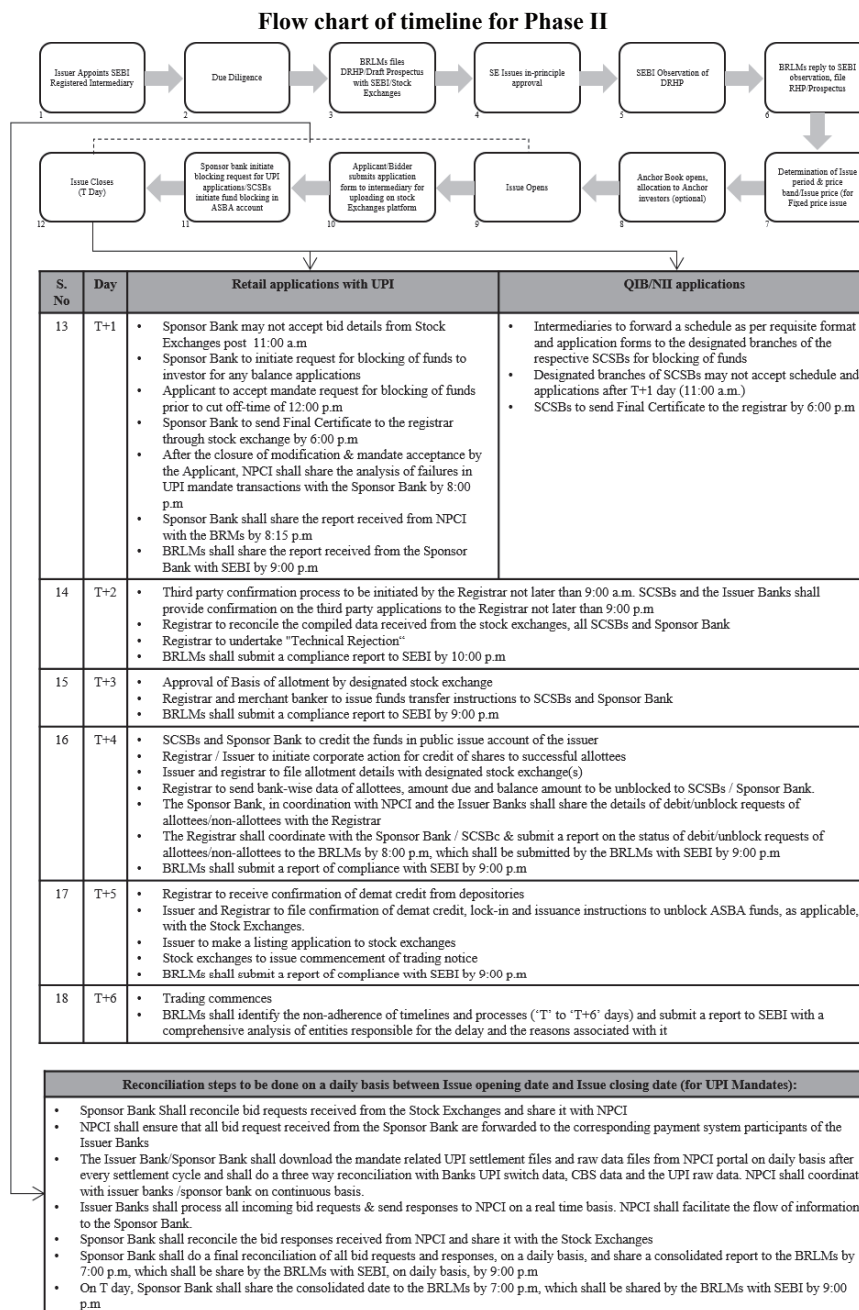 Flow chart of timeline for Phase II
Issuer Appoints SEBI
Registered Intermediary
1
Due Diligence
2
BRLMs files
DRHP/Draft Prospectus
with SEBI/Stock
Exchanges
3
SE Issues in-principle
approval
4
SEBI Observation of
DRHP
5
BRLMs reply to SEBI
observation, file
RHP/Prospectus
6
Determination of Issue
period & price
band/Issue price (for
Fixed price issue
7
Anchor Book opens,
allocation to Anchor
investors (optional)
8
Issue Opens
9
Applicant/Bidder
submits application
form to intermediary for
uploading on stock
Exchanges platform
10
Sponsor bank initiate
blocking request for UPI
applications/SCSBs
initiate fund blocking in
ASBA account
11
Issue Closes
(T Day)
12
S. No
Day
Retail applications with UPI
QIB/NII applications
13
T+1
• Sponsor Bank may not accept bid details from Stock
Exchanges post 11:00 a.m
• Sponsor Bank to initiate request for blocking of funds to
investor for any balance applications
• Applicant to accept mandate request for blocking of funds
prior to cut off-time of 12:00 p.m
• Sponsor Bank to send Final Certificate to the registrar
through stock exchange by 6:00 p.m
• After the closure of modification & mandate acceptance by
the Applicant, NPCI shall share the analysis of failures in
UPI mandate transactions with the Sponsor Bank by 8:00
p.m
• Sponsor Bank shall share the report received from NPCI
with the BRMs by 8:15 p.m
• BRLMs shall share the report received from the Sponsor
Bank with SEBI by 9:00 p.m
• Intermediaries to forward a schedule as per requisite format
and application forms to the designated branches of the
respective SCSBs for blocking of funds
• Designated branches of SCSBs may not accept schedule and
applications after T+1 day (11:00 a.m.)
• SCSBs to send Final Certificate to the registrar by 6:00 p.m
14
T+2
• Third party confirmation process to be initiated by the Registrar not later than 9:00 a.m. SCSBs and the Issuer Banks shall
provide confirmation on the third party applications to the Registrar not later than 9:00 p.m
• Registrar to reconcile the compiled data received from the stock exchanges, all SCSBs and Sponsor Bank
• Registrar to undertake "Technical Rejection“
• BRLMs shall submit a compliance report to SEBI by 10:00 p.m
15
T+3
• Approval of Basis of allotment by designated stock exchange
• Registrar and merchant banker to issue funds transfer instructions to SCSBs and Sponsor Bank
• BRLMs shall submit a compliance report to SEBI by 9:00 p.m
16
T+4
• SCSBs and Sponsor Bank to credit the funds in public issue account of the issuer
• Registrar / Issuer to initiate corporate action for credit of shares to successful allottees
• Issuer and registrar to file allotment details with designated stock exchange(s)
• Registrar to send bank-wise data of allottees, amount due and balance amount to be unblocked to SCSBs / Sponsor Bank.
• The Sponsor Bank, in coordination with NPCI and the Issuer Banks shall share the details of debit/unblock requests of
allottees/non-allottees with the Registrar
• The Registrar shall coordinate with the Sponsor Bank / SCSBc & submit a report on the status of debit/unblock requests of
allottees/non-allottees to the BRLMs by 8:00 p.m, which shall be submitted by the BRLMs with SEBI by 9:00 p.m
• BRLMs shall submit a report of compliance with SEBI by 9:00 p.m
17
T+5
• Registrar to receive confirmation of demat credit from depositories
• Issuer and Registrar to file confirmation of demat credit, lock-in and issuance instructions to unblock ASBA funds, as applicable,
with the Stock Exchanges.
• Issuer to make a listing application to stock exchanges
• Stock exchanges to issue commencement of trading notice
• BRLMs shall submit a report of compliance with SEBI by 9:00 p.m
18
T+6
• Trading commences
• BRLMs shall identify the non-adherence of timelines and processes (‘T’ to ‘T+6’ days) and submit a report to SEBI with a
comprehensive analysis of entities responsible for the delay and the reasons associated with it
Reconciliation steps to be done on a daily basis between Issue opening date and Issue closing date (for UPI Mandates):
• Sponsor Bank Shall reconcile bid requests received from the Stock Exchanges and share it with NPCI
• NPCI shall ensure that all bid request received from the Sponsor Bank are forwarded to the corresponding payment system participants of the
Issuer Banks
• The Issuer Bank/Sponsor Bank shall download the mandate related UPI settlement files and raw data files from NPCI portal on daily basis after
every settlement cycle and shall do a three way reconciliation with Banks UPI switch data, CBS data and the UPI raw data. NPCI shall coordinat
with issuer banks /sponsor bank on continuous basis.
• Issuer Banks shall process all incoming bid requests & send responses to NPCI on a real time basis. NPCI shall facilitate the flow of information
to the Sponsor Bank.
• Sponsor Bank shall reconcile the bid responses received from NPCI and share it with the Stock Exchanges
• Sponsor Bank shall do a final reconciliation of all bid requests and responses, on a daily basis, and share a consolidated report to the BRLMs by
7:00 p.m, which shall be share by the BRLMs with SEBI, on daily basis, by 9:00 p.m
• On T day, Sponsor Bank shall share the consolidated date to the BRLMs by 7:00 p.m, which shall be shared by the BRLMs with SEBI by 9:00
p.m